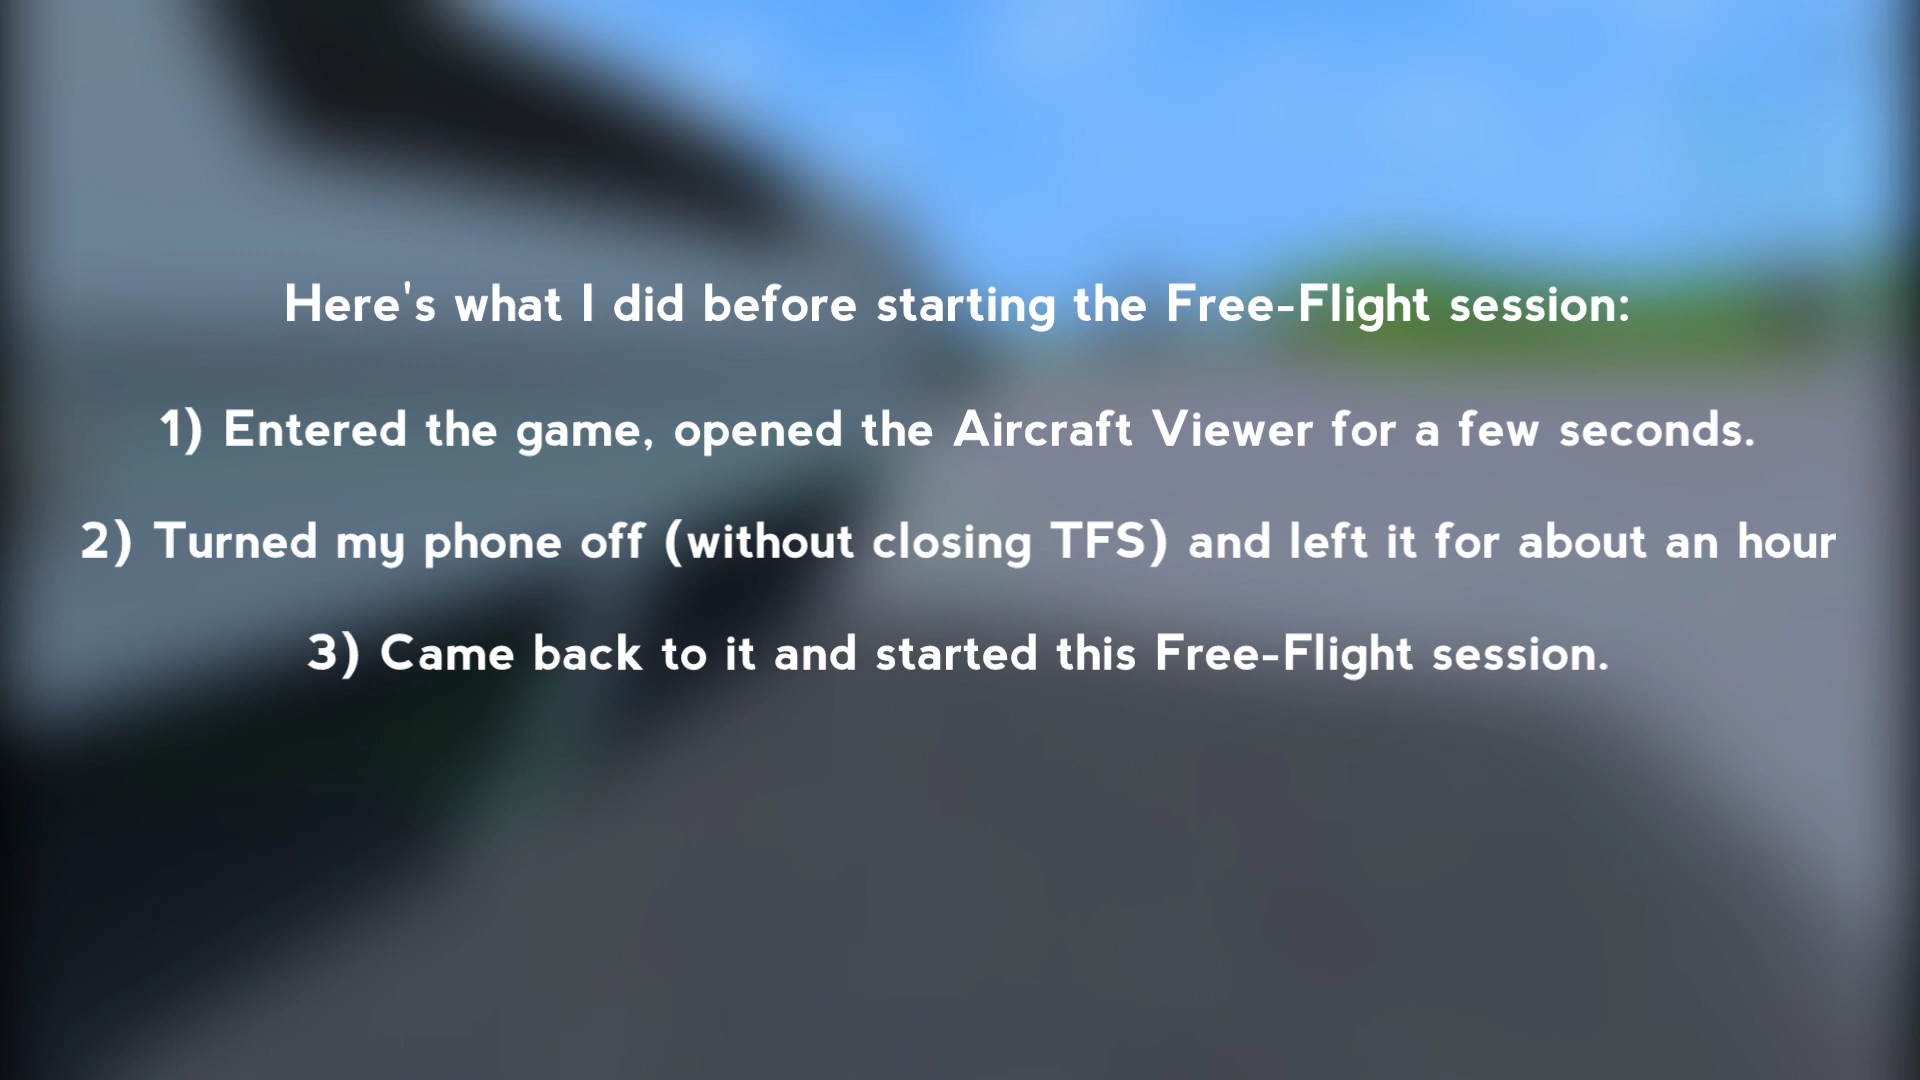 Here's what I did before starting the Free-Flight session:
1) Entered the game, opened the Aircraft Viewer for a few seconds.
2) Turned my phone off (without closing TFS) and left it for about an hour
3) Came back to it and started this Free-Flight session.